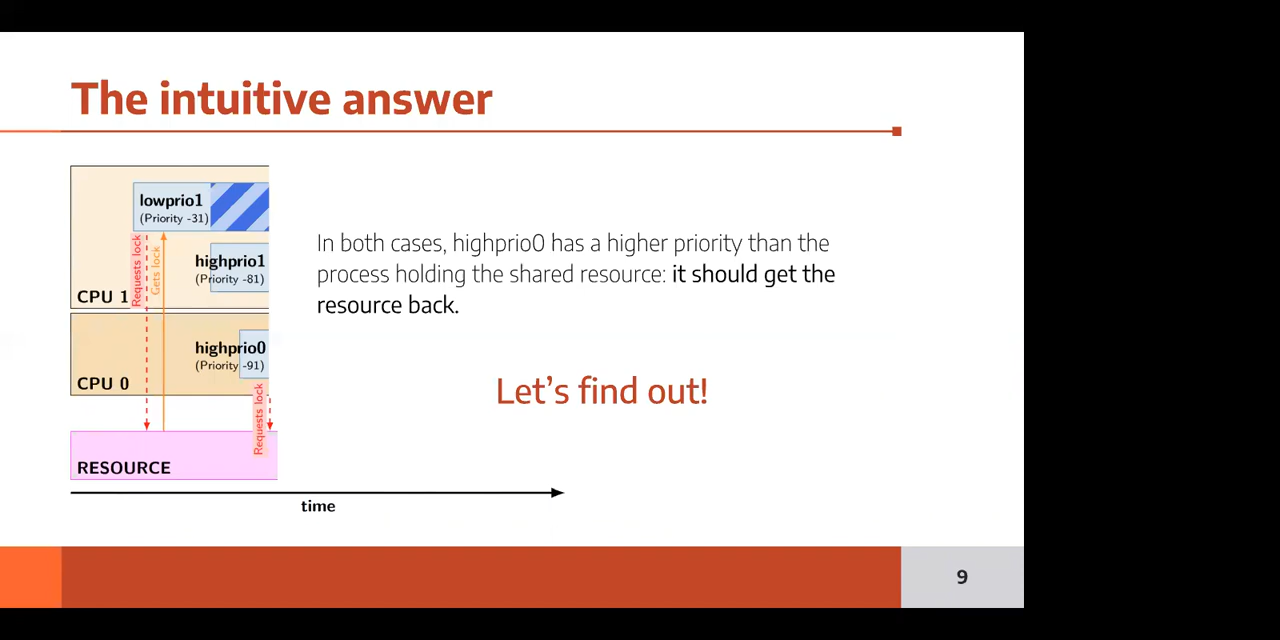 The intuitive answer
lowprio1
(Priority -31)
Requests lock
Gets lock
highprio1
(Priority -81)
CPU 1
In both cases, highprio0 has a higher priority than the
process holding the shared resource: it should get the
resource back.
highprio0
(Priority -91)
CPU 0
Requests lock
Let's find out!
RESOURCE
time
9